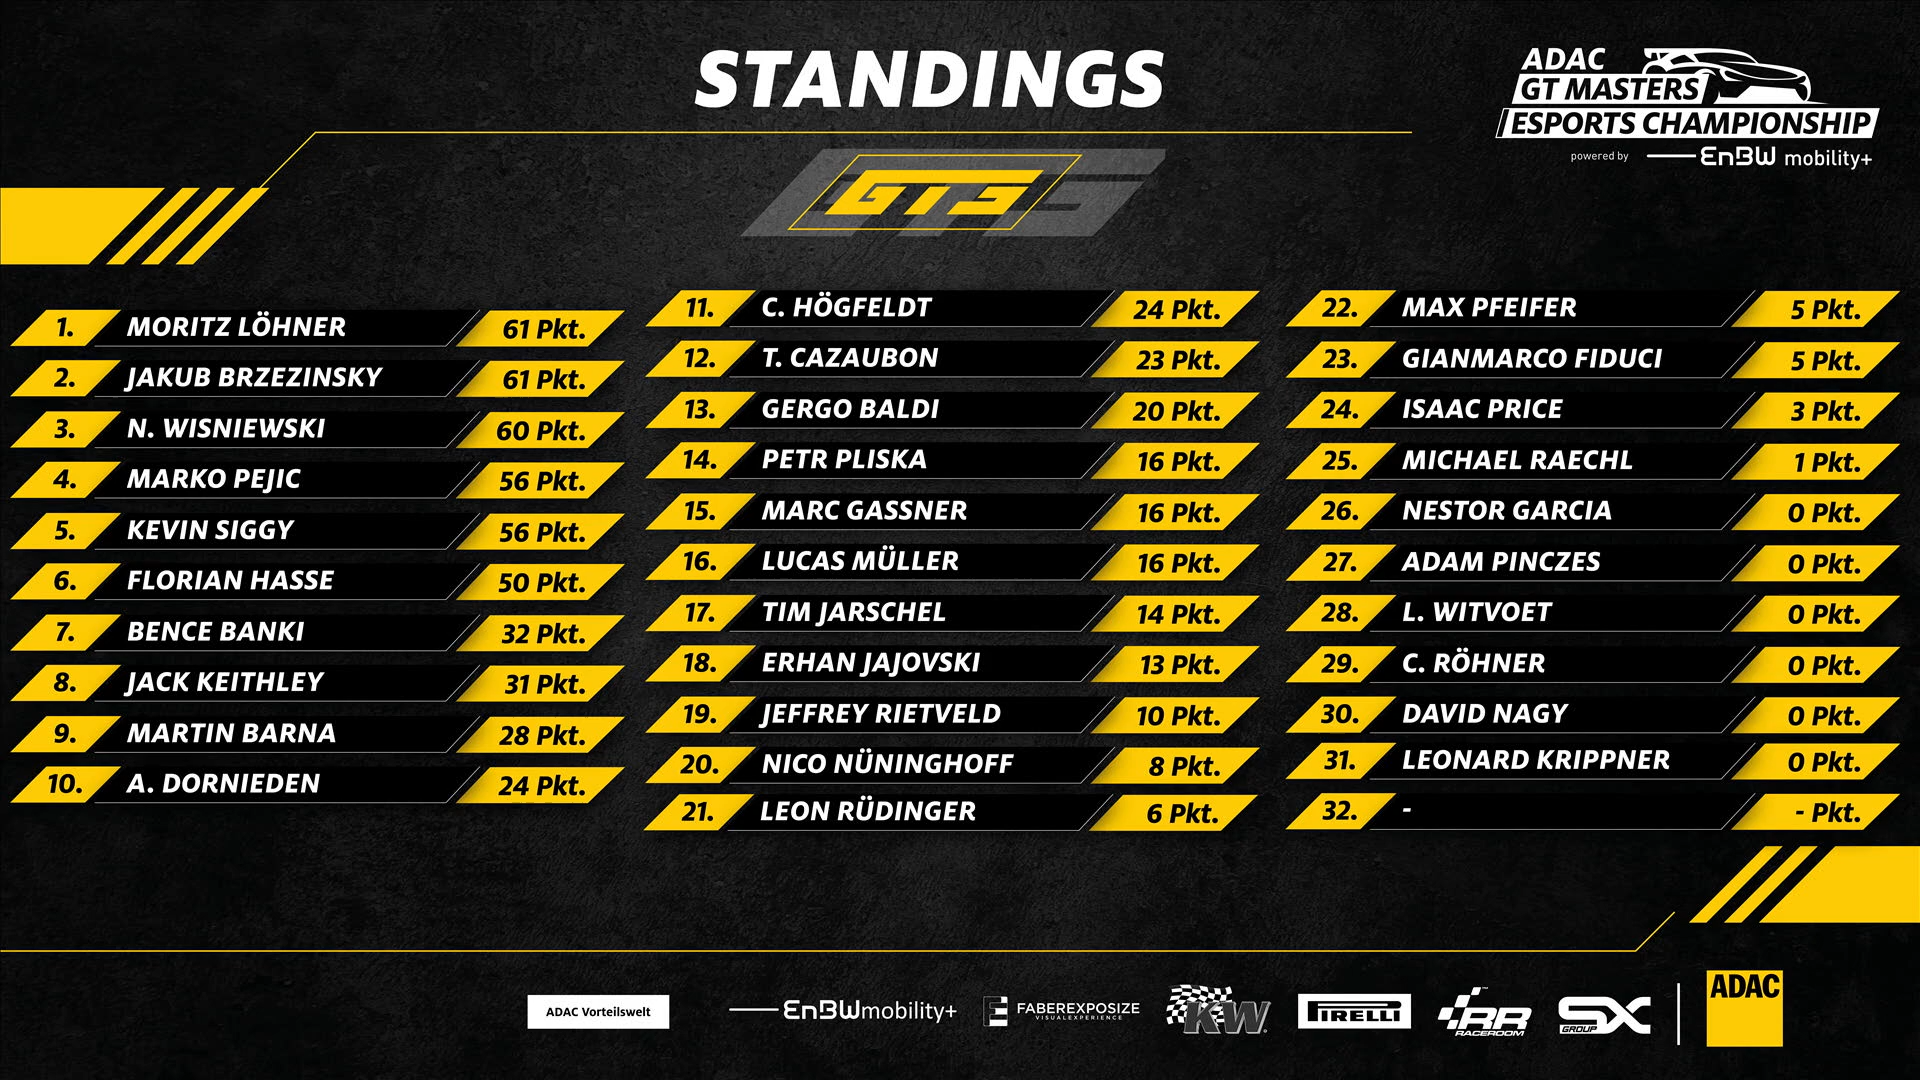 STANDINGS
ADAC
GT MASTERS
ESPORTS CHAMPIONSHIP
powered by EnBW mobility+
GT3
1. MORITZ LÖHNER 61 Pkt.
2. JAKUB BRZEZINSKY 61 Pkt.
3. N. WISNIEWSKI 60 Pkt.
4. MARKO PEJIC 56 Pkt.
5. KEVIN SIGGY 56 Pkt.
6. FLORIAN HASSE 50 Pkt.
7. BENCE BANKI 32 Pkt.
8. JACK KEITHLEY 31 Pkt.
9. MARTIN BARNA 28 Pkt.
10. A. DORNIEDEN 24 Pkt.
11. C. HÖGFELDT 24 Pkt.
12. T. CAZAUBON 23 Pkt.
13. GERGO BALDI 20 Pkt.
14. PETR PLISKA 16 Pkt.
15. MARC GASSNER 16 Pkt.
16. LUCAS MÜLLER 16 Pkt.
17. TIM JARSCHEL 14 Pkt.
18. ERHAN JAJOVSKI 13 Pkt.
19. JEFFREY RIETVELD 10 Pkt.
20. NICO NÜNINGHOFF 8 Pkt.
21. LEON RÜDINGER 6 Pkt.
22. MAX PFEIFER 5 Pkt.
23. GIANMARCO FIDUCI 5 Pkt.
24. ISAAC PRICE 3 Pkt.
25. MICHAEL RAECHL 1 Pkt.
26. NESTOR GARCIA 0 Pkt.
27. ADAM PINCZES 0 Pkt.
28. L. WITVOET 0 Pkt.
29. C. RÖHNER 0 Pkt.
30. DAVID NAGY 0 Pkt.
31. LEONARD KRIPPNER 0 Pkt.
32. - - Pkt.
ADAC Vorteilswelt
EnBW mobility+
FABEREXPOSIZE
VISUALEXPERIENCE
KW
PIRELLI
RR
RACEROOM
SX
GROUP
ADAC